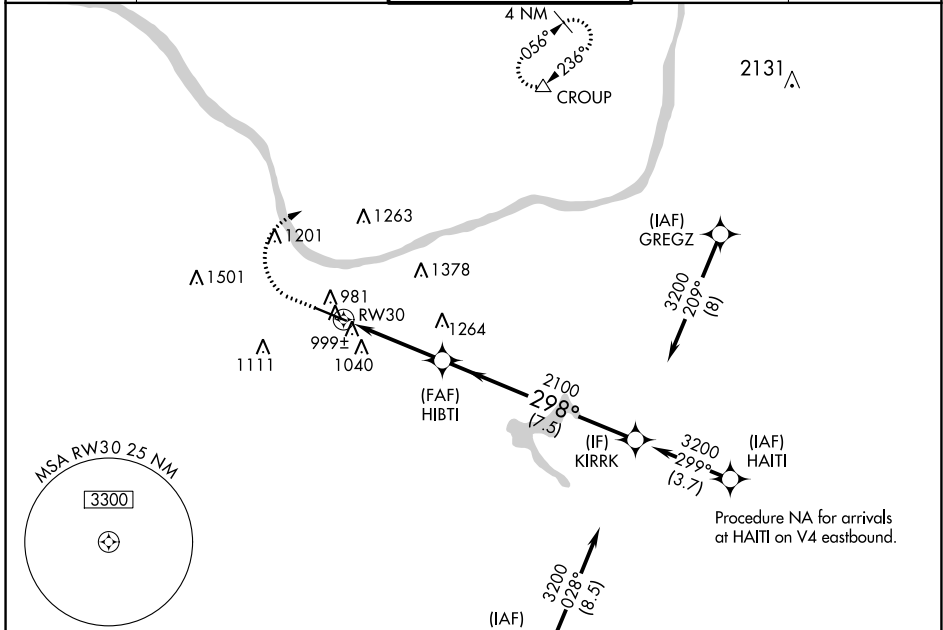 4 NM
056°
236°
CROUP
2131
(IAF)
GREGZ
1263
1201
3200
209°
(8)
1501
1378
981
RW30
999±
1264
1111
1040
(FAF)
HIBTI
2100
298°
(7.5)
(IF)
KIRRK
3200
299°
(3.7)
(IAF)
HAITI
MSA RW30 25 NM
3300
Procedure NA for arrivals
at HAITI on V4 eastbound.
3200
028°
(8.5)
(IAF)